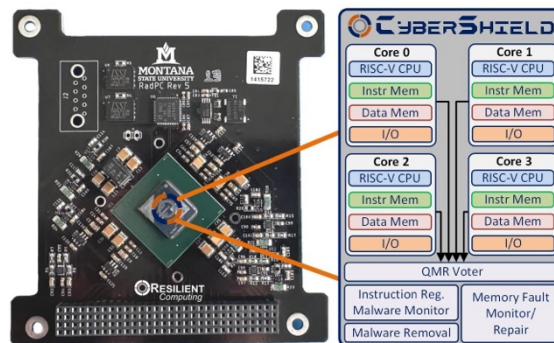 MONTANA
STATE UNIVERSITY
RadPC Rev 5
1415722
J2
RESILIENT
COMPUTING
CYBERSHIELD
Core 0
RISC-V CPU
Instr Mem
Data Mem
I/O
Core 1
RISC-V CPU
Instr Mem
Data Mem
I/O
Core 2
RISC-V CPU
Instr Mem
Data Mem
I/O
Core 3
RISC-V CPU
Instr Mem
Data Mem
I/O
QMR Voter
Instruction Reg.
Malware Monitor
Malware Removal
Memory Fault
Monitor/
Repair